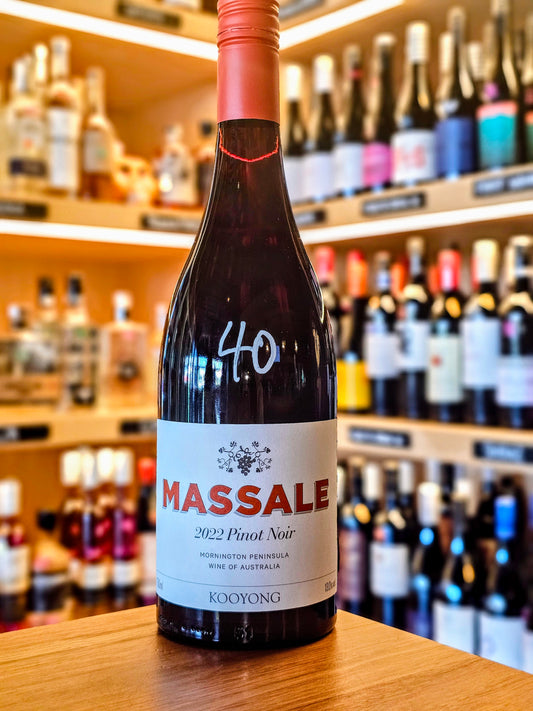 40
MASSALE
2022 Pinot Noir
MORNINGTON PENINSULA
WINE OF AUSTRALIA
KOOYONG